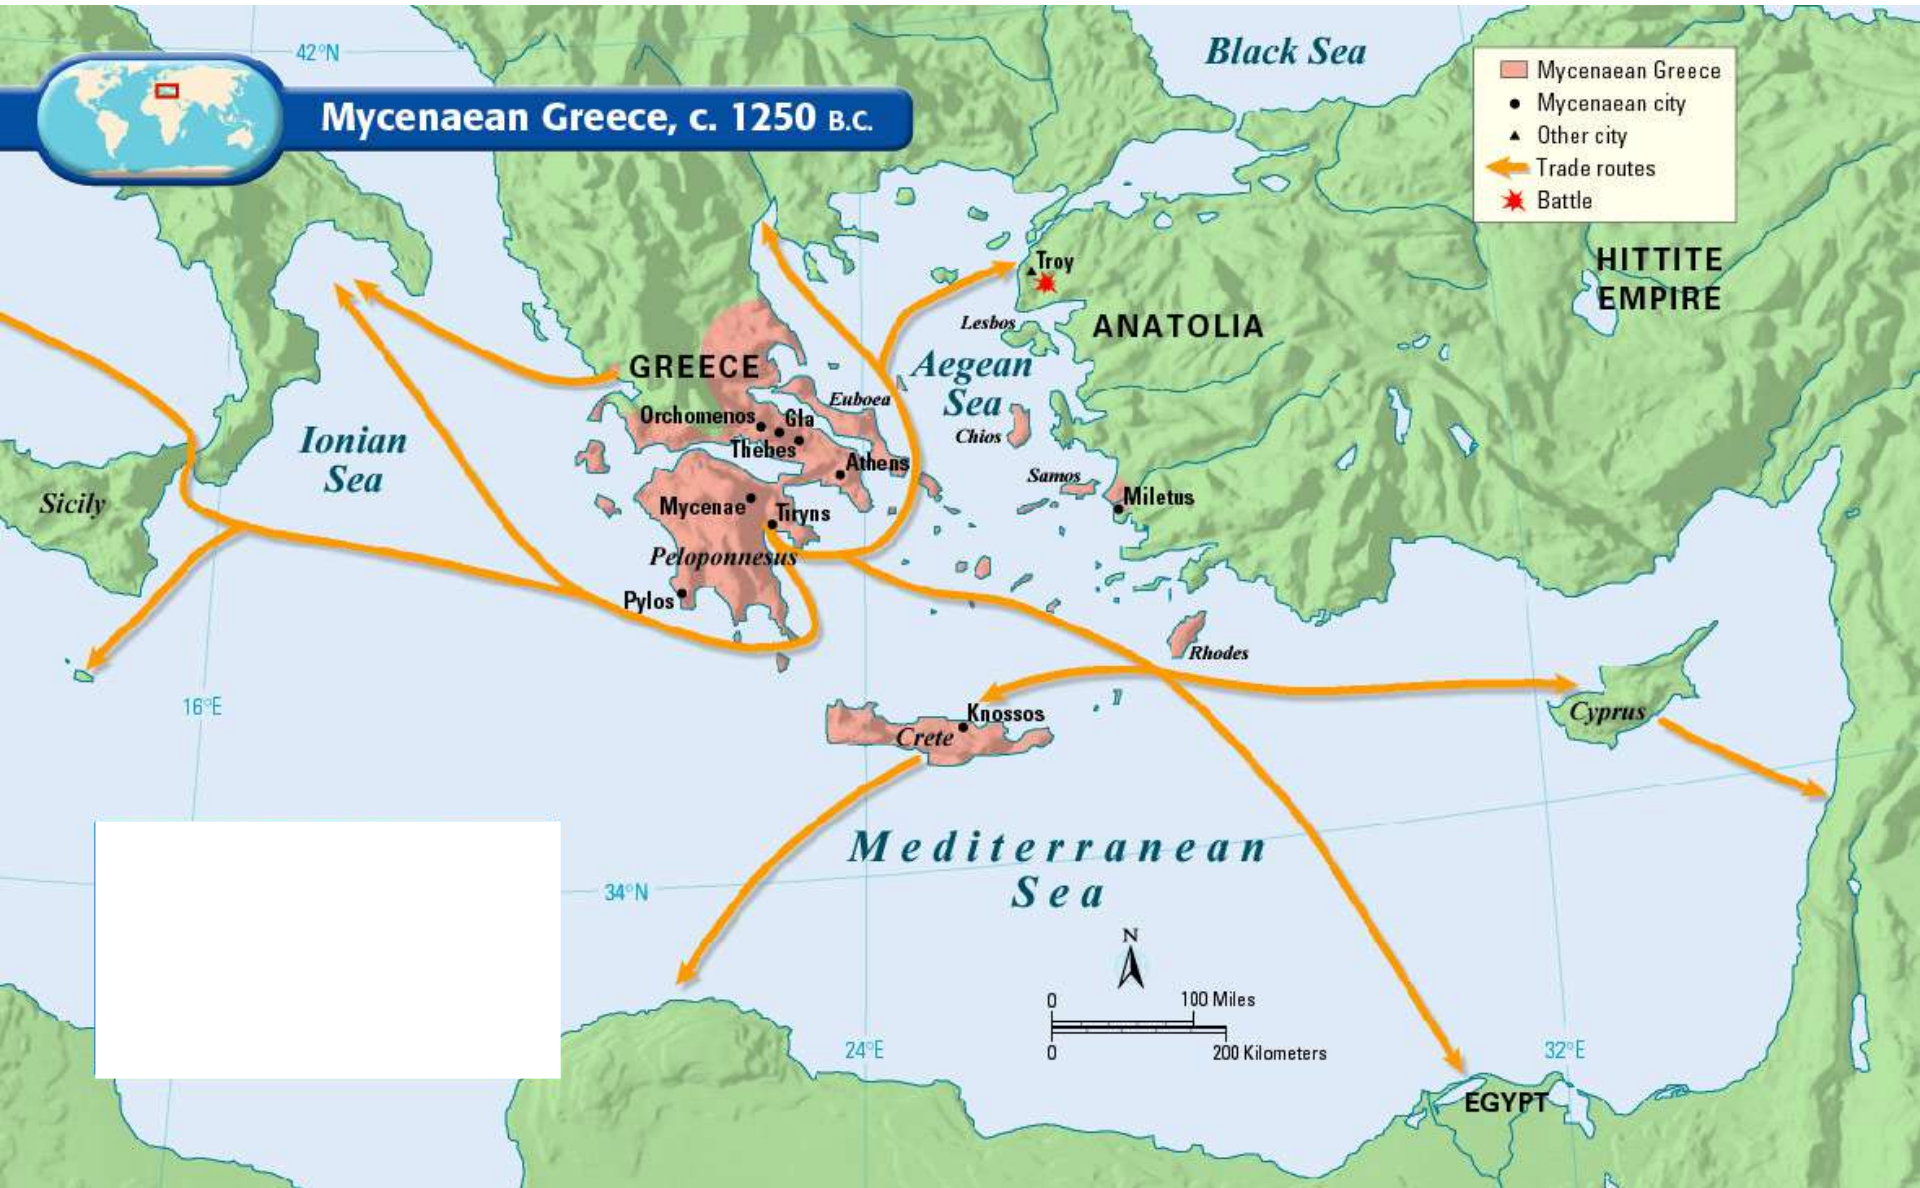 42°N
Black Sea
Mycenaean Greece, c. 1250 B.C.
Mycenaean Greece
Mycenaean city
Other city
Trade routes
Battle
HITTITE
EMPIRE
Troy
Lesbos
ANATOLIA
GREECE
Aegean
Sea
Euboea
Orchomenos
Gla
Chios
Thebes
Ionian
Sea
Athens
Samos
Sicily
Mycenae
Miletus
Tiryns
Peloponnesus
Pylos
Rhodes
16°E
Knossos
Crete
Cyprus
Mediterranean
Sea
34°N
N
0 100 Miles
0 200 Kilometers
24°E
32°E
EGYPT